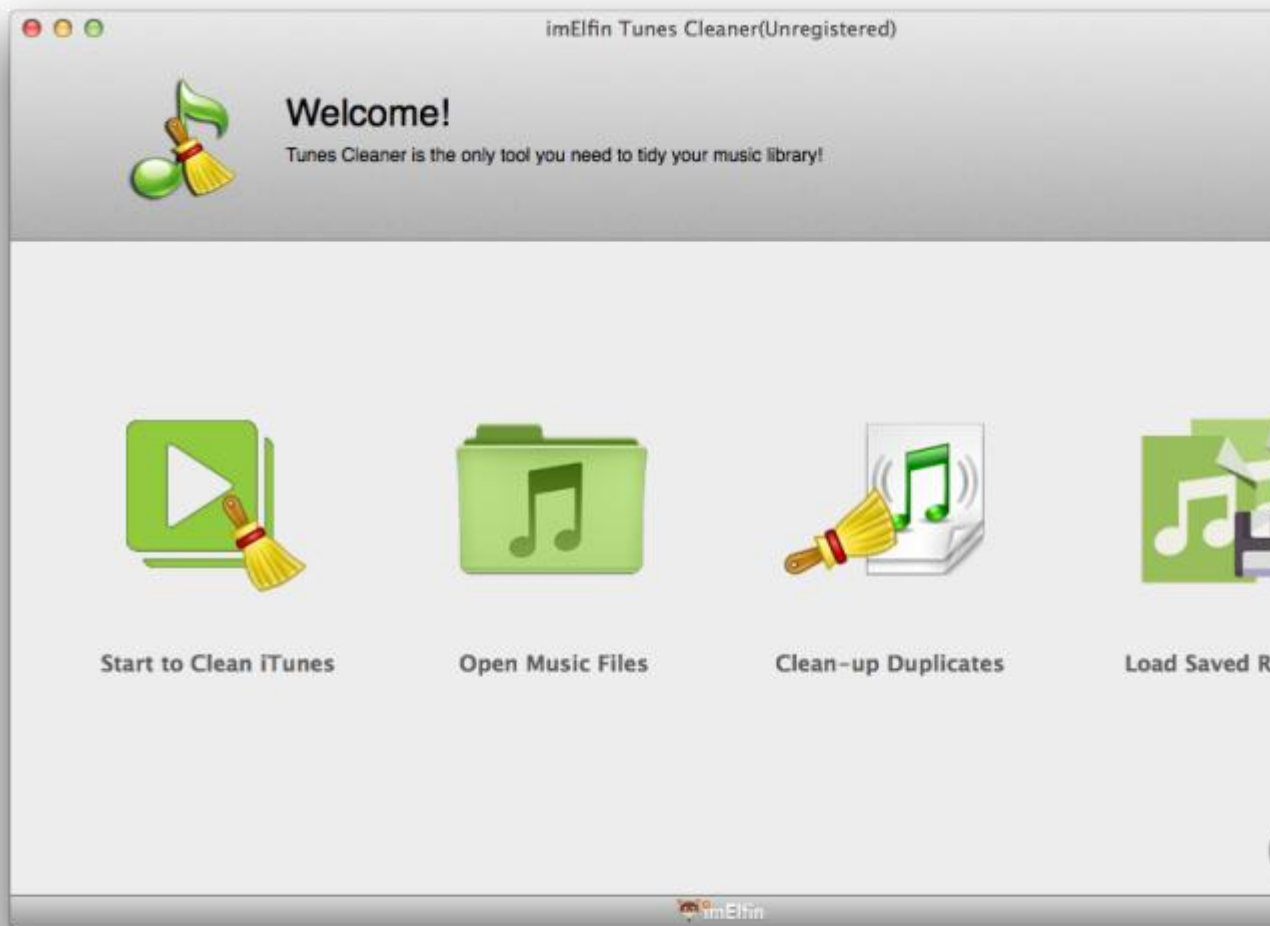 imElfin Tunes Cleaner(Unregistered)
Welcome!
Tunes Cleaner is the only tool you need to tidy your music library!
Start to Clean iTunes
Open Music Files
Clean-up Duplicates
Load Saved
imElfin